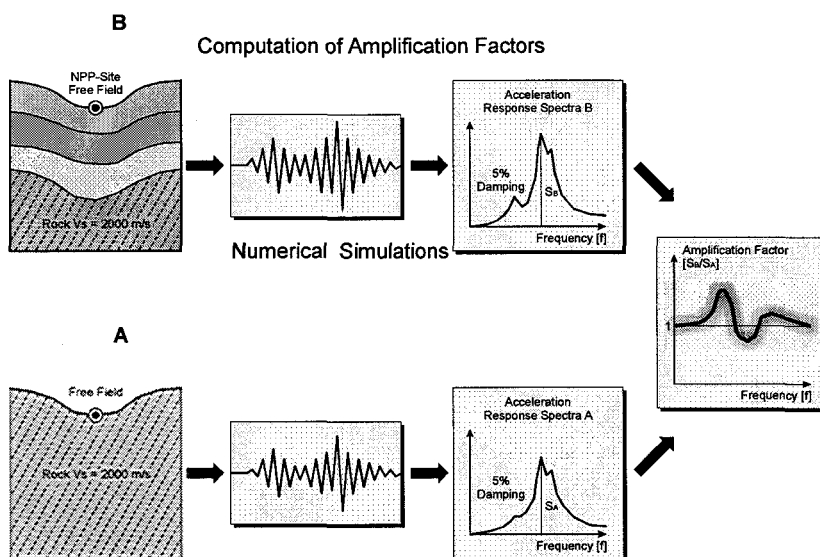 B
Computation of Amplification Factors
NPP-Site
Free Field
Rock Vs = 2000 m/s
Acceleration
Response Spectra B
5%
Damping
SB
Frequency [f]
Numerical Simulations
Amplification Factor
[SB/SA]
1
Frequency [f]
A
Free Field
Rock Vs = 2000 m/s
Acceleration
Response Spectra A
5%
Damping
SA
Frequency [f]